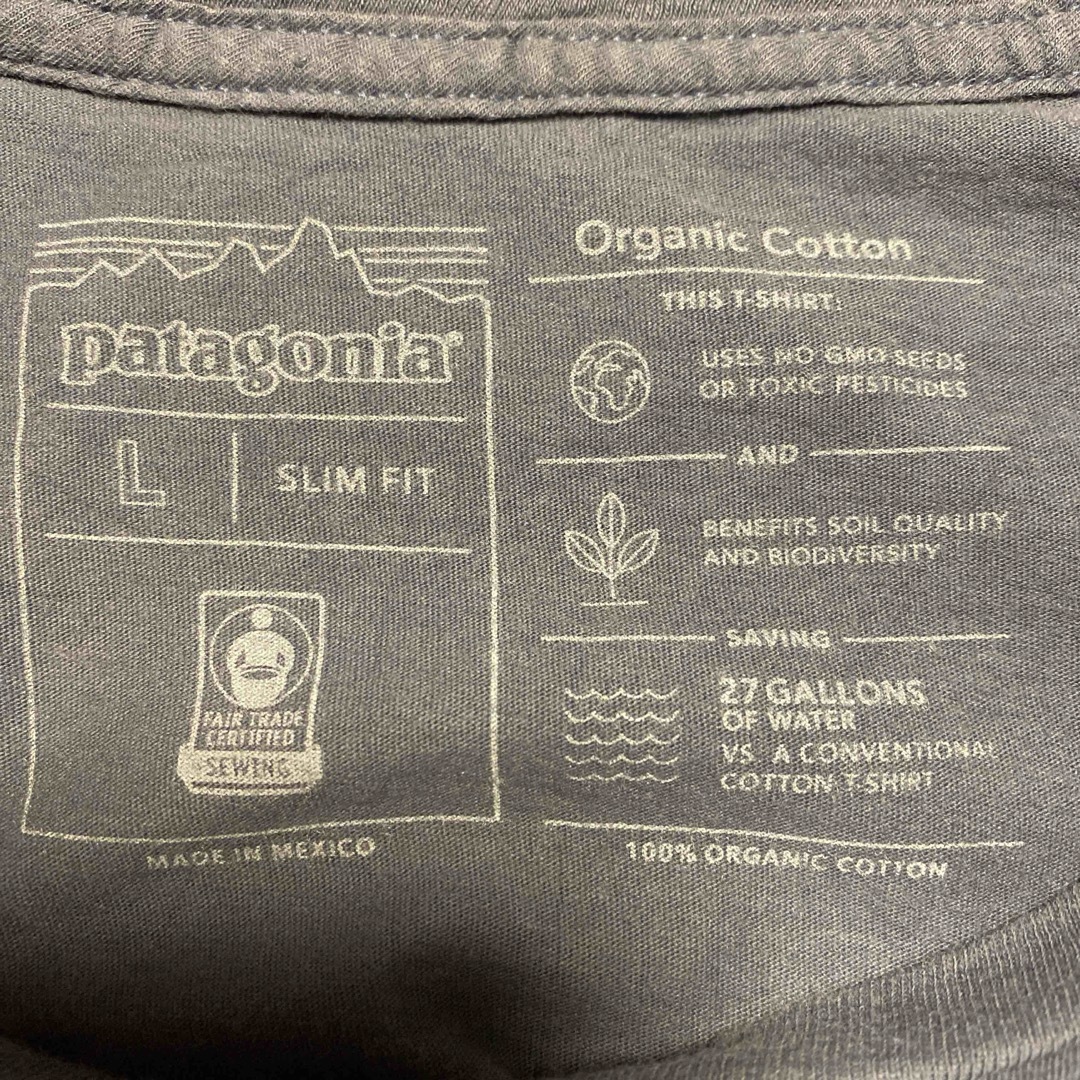 patagonia®
L
SLIM FIT
FAIR TRADE
CERTIFIED
SEWING
MADE IN MEXICO
Organic Cotton
THIS T-SHIRT:
USES NO GMO SEEDS
OR TOXIC PESTICIDES
AND
BENEFITS SOIL QUALITY
AND BIODIVERSITY
SAVING
27 GALLONS
OF WATER
VS. A CONVENTIONAL
COTTON T-SHIRT
100% ORGANIC COTTON